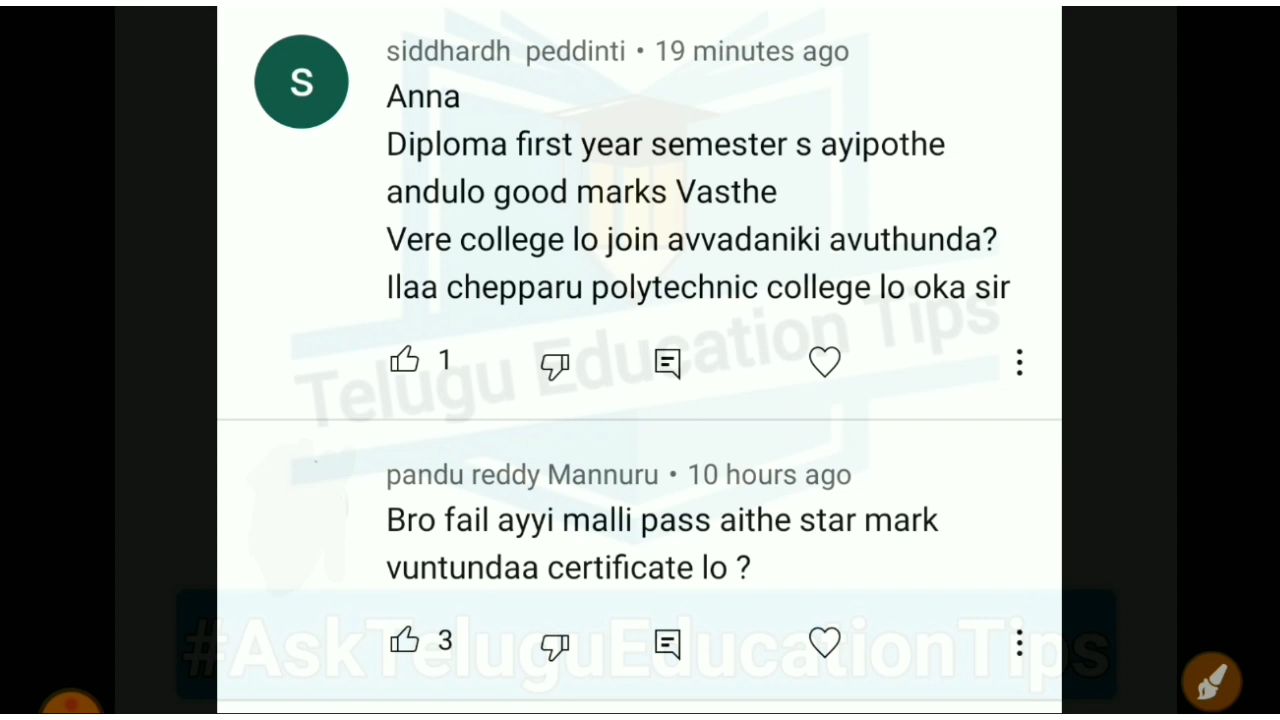 S
siddhardh peddinti • 19 minutes ago
Anna
Diploma first year semester s ayipothe
andulo good marks Vasthe
Vere college lo join avvadaniki avuthunda?
Ilaa chepparu polytechnic college lo oka sir
1
Telugu Education Tips
pandu reddy Mannuru • 10 hours ago
Bro fail ayyi malli pass aithe star mark
vuntundaa certificate lo ?
3
#AskTeluguEducationTips